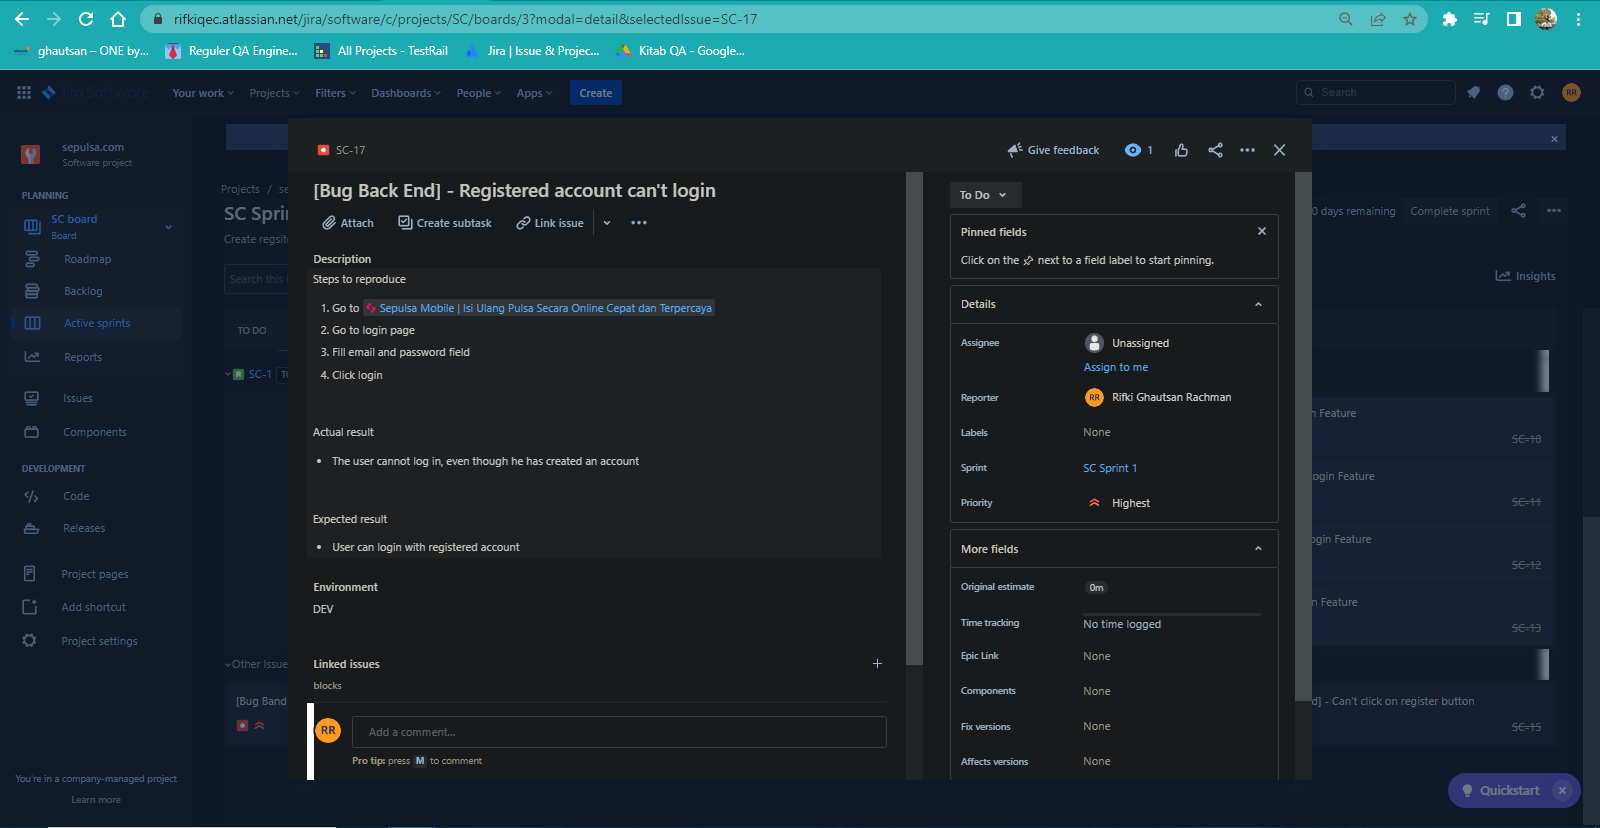 rifkiqec.atlassian.net/jira/software/c/projects/SC/boards/3?modal=detail&selectedIssue=SC-17
ghautsan – ONE by... Reguler QA Engine... All Projects - TestRail Jira | Issue & Projec... Kitab QA - Google...
Jira Software Your work Projects Filters Dashboards People Apps Create Search ? RR
sepulsa.com
Software project
PLANNING
SC board
Board
Roadmap
Backlog
Active sprints
Reports
Issues
Components
DEVELOPMENT
Code
Releases
Project pages
Add shortcut
Project settings
You're in a company-managed project
Learn more
Projects /
SC Spri
Search this
TO DO
SC-1
Other Issue
[Bug Band
SC-17
Give feedback 1
[Bug Back End] - Registered account can't login
Attach Create subtask Link issue
Description
Steps to reproduce
1. Go to Sepulsa Mobile | Isi Ulang Pulsa Secara Online Cepat dan Terpercaya
2. Go to login page
3. Fill email and password field
4. Click login
Actual result
• The user cannot log in, even though he has created an account
Expected result
• User can login with registered account
Environment
DEV
Linked issues
blocks
RR Add a comment...
Pro tip: press M to comment
To Do
Pinned fields
Click on the next to a field label to start pinning.
Details
Assignee Unassigned
Assign to me
Reporter RR Rifki Ghautsan Rachman
Labels None
Sprint SC Sprint 1
Priority Highest
More fields
Original estimate 0m
Time tracking No time logged
Epic Link None
Components None
Fix versions None
Affects versions None
0 days remaining Complete sprint
Insights
n Feature
SC-10
ogin Feature
SC-11
ogin Feature
SC-12
n Feature
SC-13
d] - Can't click on register button
SC-15
Quickstart